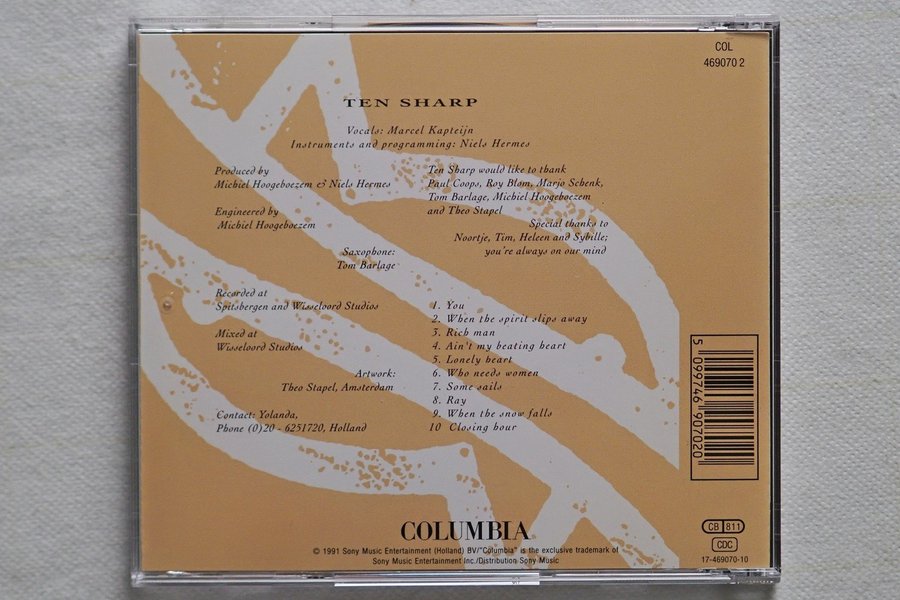 COL
469070 2
TEN SHARP
Vocals: Marcel Kapteijn
Instruments and programming: Niels Hermes
Produced by
Michiel Hoogeboezem & Niels Hermes
Engineered by
Michiel Hoogeboezem
Saxophone:
Tom Barlage
Recorded at
Spitsbergen and Wisseloord Studios
Mixed at
Wisseloord Studios
Artwork:
Theo Stapel, Amsterdam
Contact: Yolanda,
Phone (0)20 - 6251720, Holland
Ten Sharp would like to thank
Paul Coops, Roy Bløm, Marjo Schenk,
Tom Barlage, Michiel Hoogeboezem
and Theo Stapel
Special thanks to
Noortje, Tim, Heleen and Sybille;
you're always on our mind
1. You
2. When the spirit slips away
3. Rich man
4. Ain't my beating heart
5. Lonely heart
6. Who needs women
7. Some sails
8. Ray
9. When the snow falls
10 Closing hour
5 099746 907020
COLUMBIA
© 1991 Sony Music Entertainment (Holland) BV/"Columbia" is the exclusive trademark of
Sony Music Entertainment Inc./Distribution Sony Music
CB 811
CDC
17-469070-10